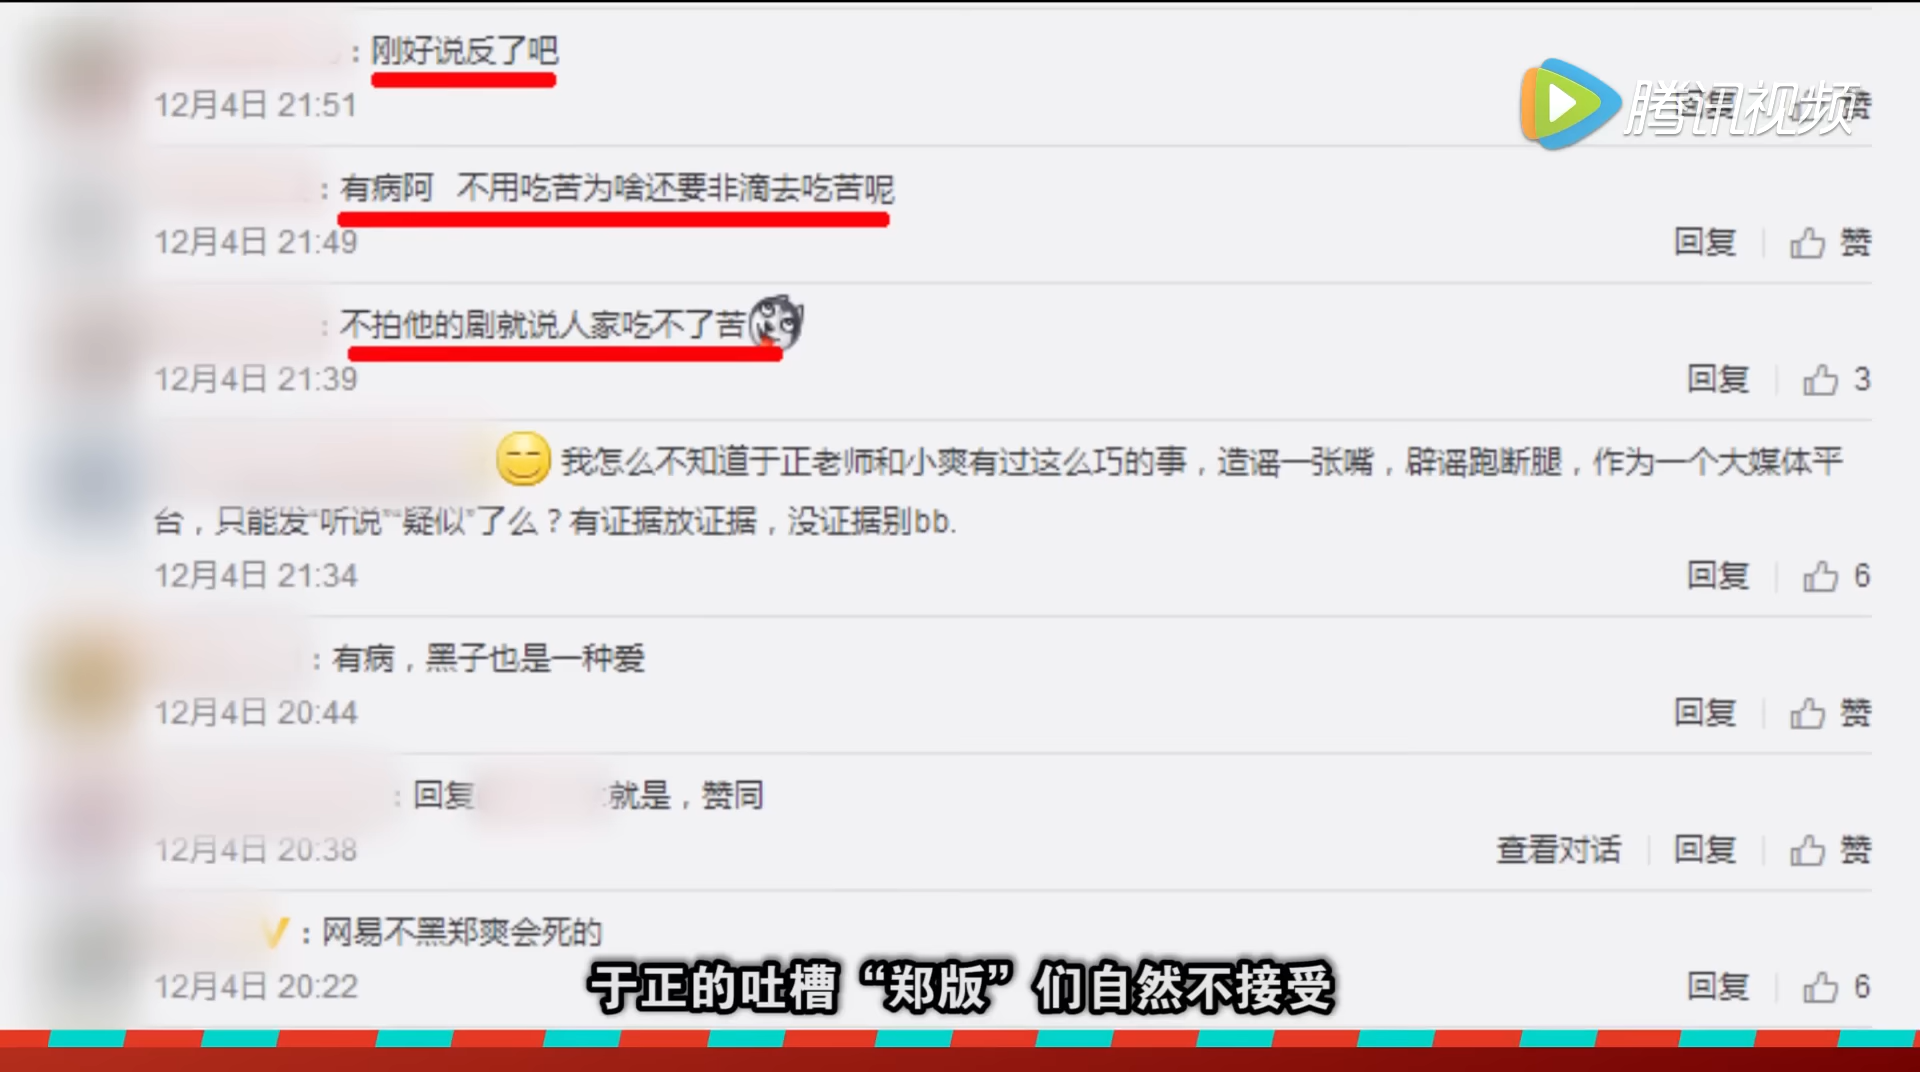 ：刚好说反了吧
12月4日 21:51
腾讯视频
回复 赞
：有病阿 不用吃苦为啥还要非滴去吃苦呢
12月4日 21:49
回复 赞
：不拍他的剧就说人家吃不了苦
12月4日 21:39
回复 3
我怎么不知道于正老师和小爽有过这么巧的事，造谣一张嘴，辟谣跑断腿，作为一个大媒体平
台，只能发“听说”“疑似”了么？有证据放证据，没证据别bb.
12月4日 21:34
回复 6
：有病，黑子也是一种爱
12月4日 20:44
回复 赞
：回复 就是，赞同
12月4日 20:38
查看对话 回复 赞
：网易不黑郑爽会死的
12月4日 20:22
回复 6
于正的吐槽“郑版”们自然不接受